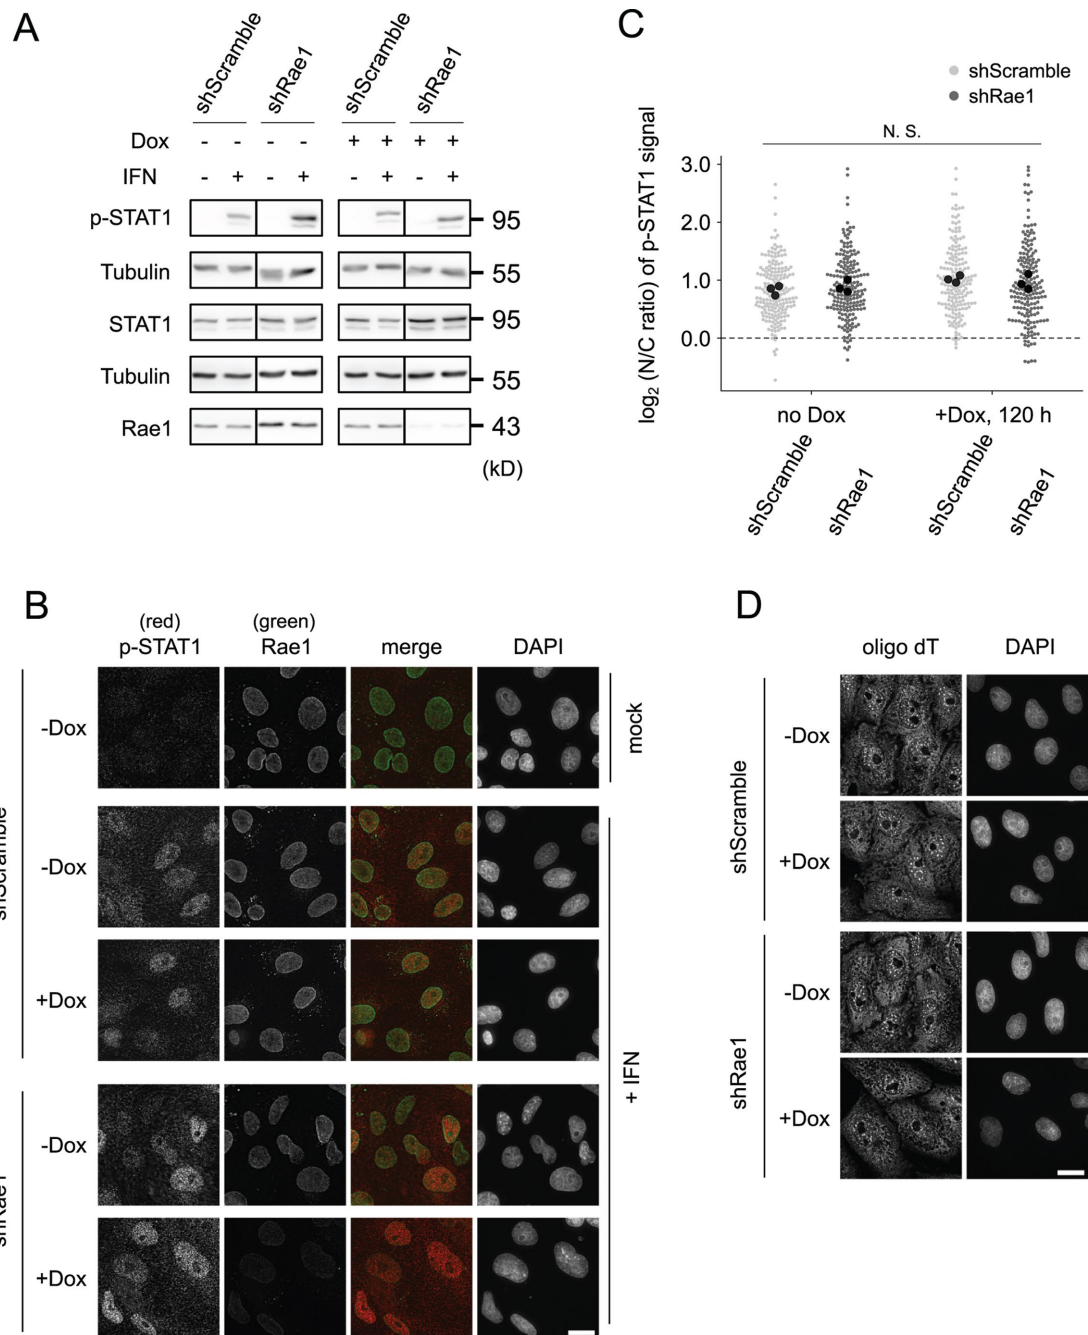 A
shScramble
shRae1
shScramble
shRae1
Dox - - - - + + + +
IFN - + - + - + - +
p-STAT1
95
Tubulin
55
STAT1
95
Tubulin
55
Rae1
43
(kD)
C
shScramble
shRae1
N. S.
log2 (N/C ratio) of p-STAT1 signal
3.0
2.0
1.0
0.0
no Dox
+Dox, 120 h
shScramble
shRae1
shScramble
shRae1
B
(red)
p-STAT1
(green)
Rae1
merge
DAPI
shScramble
-Dox
mock
-Dox
+Dox
+ IFN
shRae1
-Dox
+Dox
D
oligo dT
DAPI
shScramble
-Dox
+Dox
shRae1
-Dox
+Dox